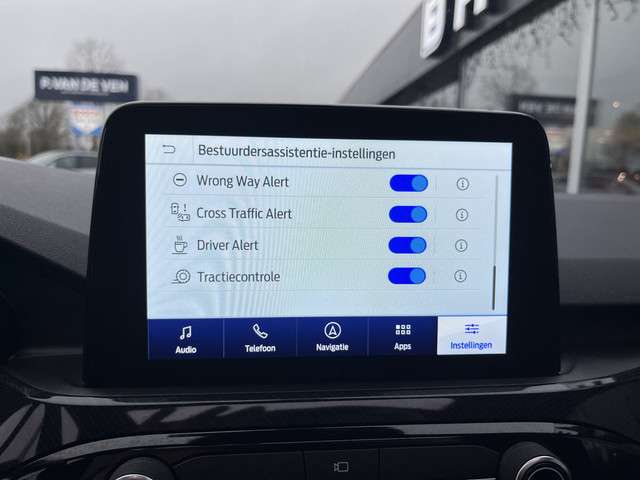 P. VAN DE VEN
Bestuurdersassistentie-instellingen
Wrong Way Alert
Cross Traffic Alert
Driver Alert
Tractiecontrole
Audio
Telefoon
Navigatie
Apps
Instellingen